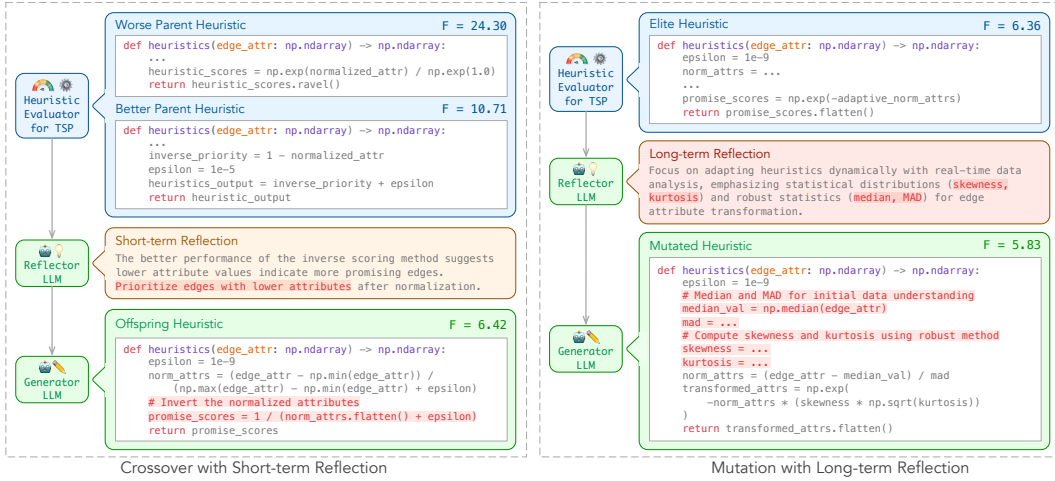 Worse Parent Heuristic
F = 24.30
def heuristics(edge_attr: np.ndarray) -> np.ndarray:
...
heuristic_scores = np.exp(normalized_attr) / np.exp(1.0)
return heuristic_scores.ravel()
Heuristic
Evaluator
for TSP
Better Parent Heuristic
F = 10.71
def heuristics(edge_attr: np.ndarray) -> np.ndarray:
...
inverse_priority = 1 - normalized_attr
epsilon = 1e-5
heuristics_output = inverse_priority + epsilon
return heuristic_output
Reflector
LLM
Short-term Reflection
The better performance of the inverse scoring method suggests
lower attribute values indicate more promising edges.
Prioritize edges with lower attributes after normalization.
Generator
LLM
Offspring Heuristic
F = 6.42
def heuristics(edge_attr: np.ndarray) -> np.ndarray:
epsilon = 1e-9
norm_attrs = (edge_attr - np.min(edge_attr)) /
(np.max(edge_attr) - np.min(edge_attr) + epsilon)
# Invert the normalized attributes
promise_scores = 1 / (norm_attrs.flatten() + epsilon)
return promise_scores
Crossover with Short-term Reflection
Elite Heuristic
F = 6.36
def heuristics(edge_attr: np.ndarray) -> np.ndarray:
epsilon = 1e-9
norm_attrs = ...
...
promise_scores = np.exp(-adaptive_norm_attrs)
return promise_scores.flatten()
Heuristic
Evaluator
for TSP
Reflector
LLM
Long-term Reflection
Focus on adapting heuristics dynamically with real-time data
analysis, emphasizing statistical distributions (skewness,
kurtosis) and robust statistics (median, MAD) for edge
attribute transformation.
Generator
LLM
Mutated Heuristic
F = 5.83
def heuristics(edge_attr: np.ndarray) -> np.ndarray:
epsilon = 1e-9
# Median and MAD for initial data understanding
median_val = np.median(edge_attr)
mad = ...
# Compute skewness and kurtosis using robust method
skewness = ...
kurtosis = ...
norm_attrs = (edge_attr - median_val) / mad
transformed_attrs = np.exp(
-norm_attrs * (skewness * np.sqrt(kurtosis))
)
return transformed_attrs.flatten()
Mutation with Long-term Reflection